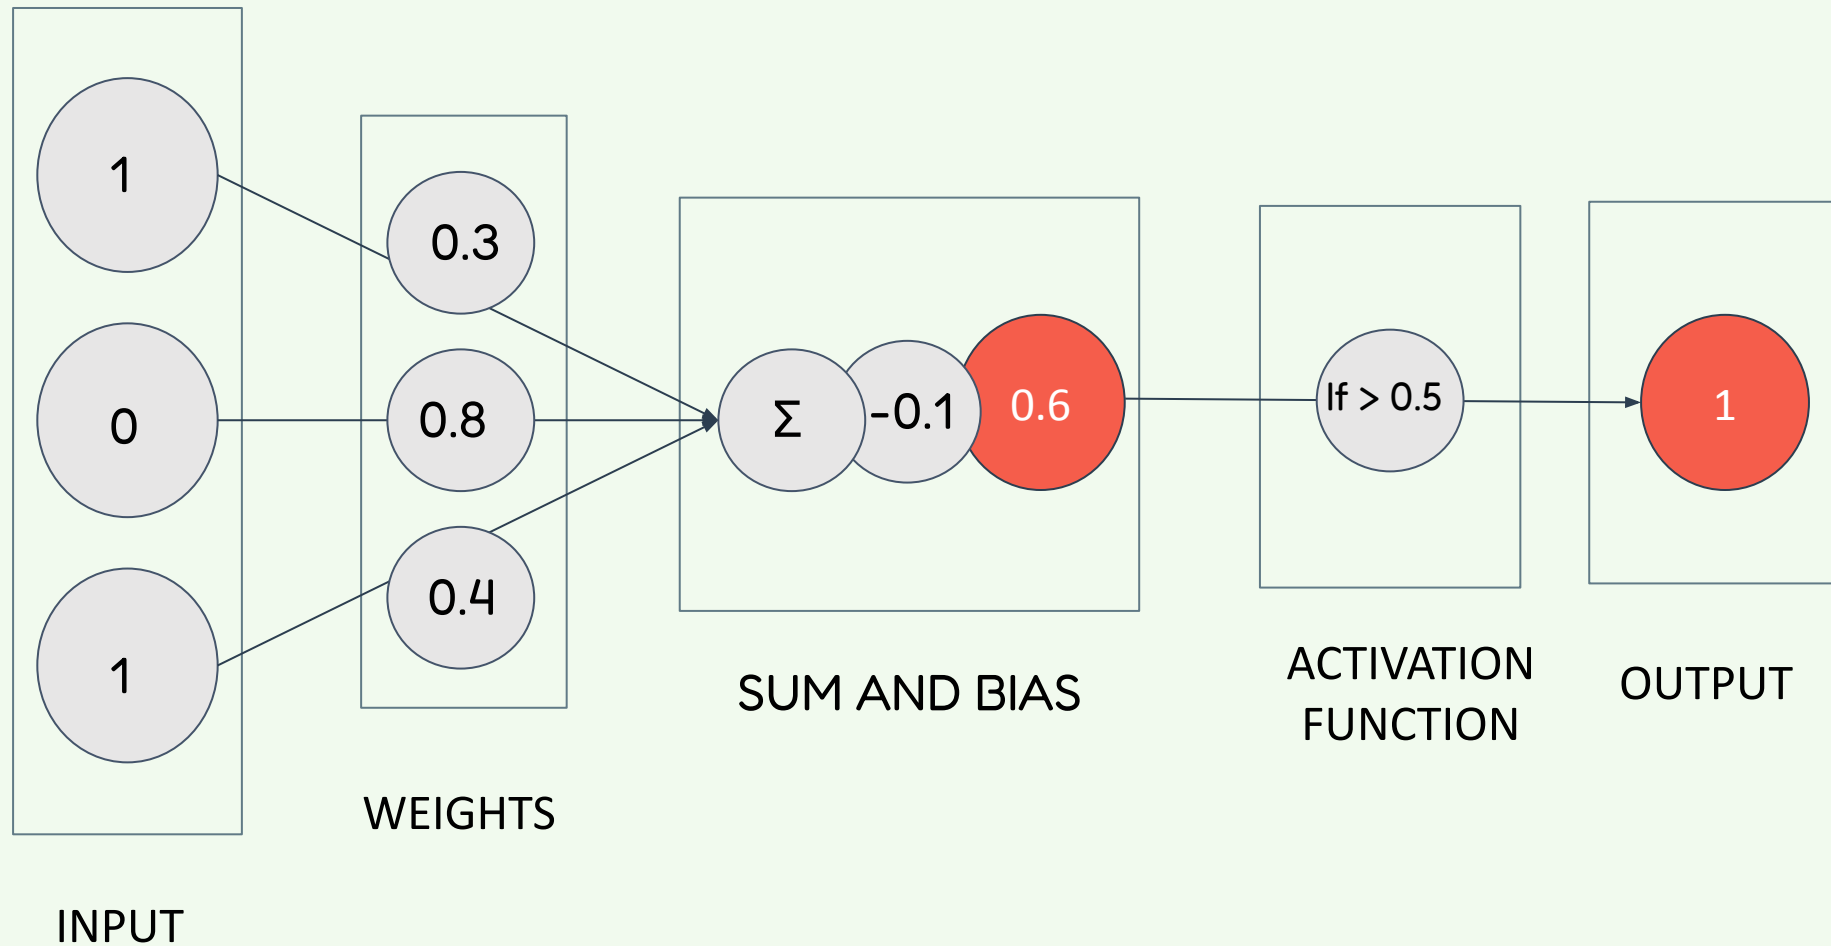 1
0
1
INPUT
0.3
0.8
0.4
WEIGHTS
Σ
-0.1
0.6
SUM AND BIAS
If > 0.5
ACTIVATION
FUNCTION
1
OUTPUT